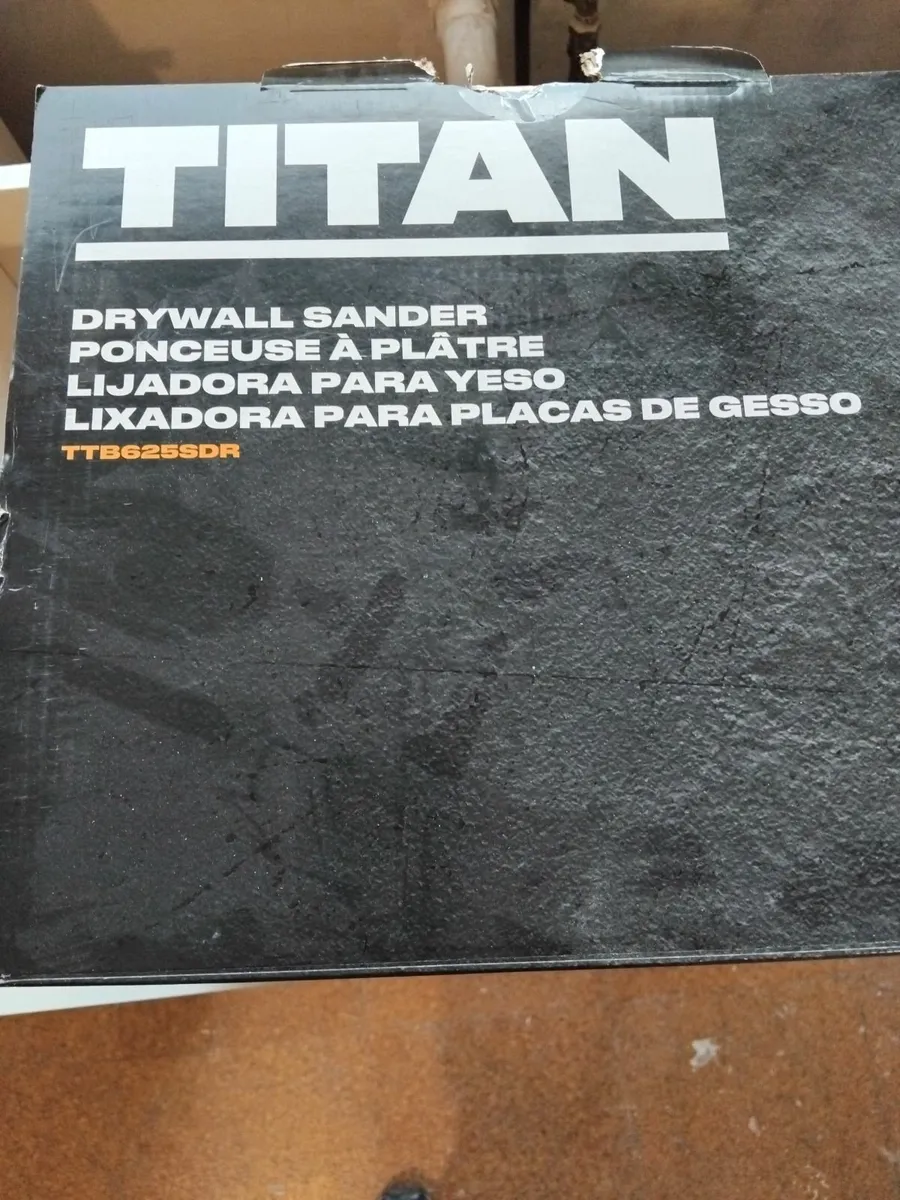 TITAN
DRYWALL SANDER
PONCEUSE À PLÂTRE
LIJADORA PARA YESO
LIXADORA PARA PLACAS DE GESSO
TTB625SDR